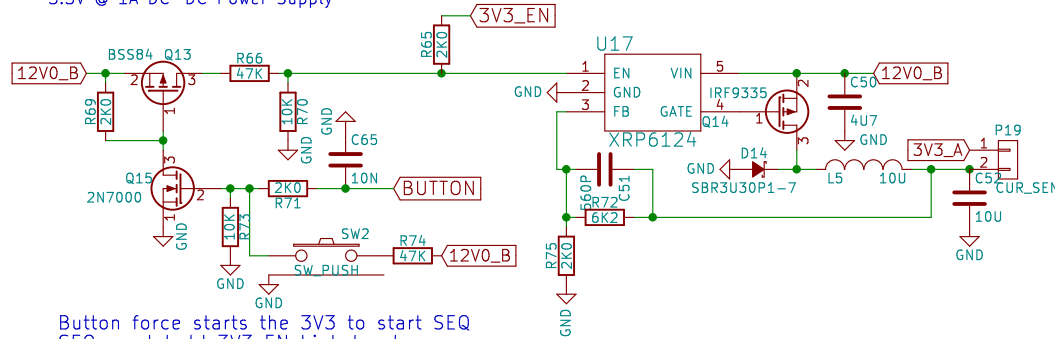 3.3V @ 1A DC-DC Power Supply
3V3_EN
BSS84 Q13
12V0_B
2 3
1
R66
47K
R65
2K0
U17
1 EN VIN 5
2 GND
3 FB GATE 4
XRP6124
GND
IRF9335
Q14
2
1
3
12V0_B
C50
4U7
GND
R69
2K0
10K
R70
GND
GND
C65
10N
3V3_A
P19
1
2
CUR_SEN
D14
GND
SBR3U30P1-7
L5 10U
C52
10U
GND
560P
C51
R72
6K2
R75
2K0
GND
Q15
2N7000
3
2
1
GND
2K0
R71
BUTTON
10K
R73
GND
SW2
SW_PUSH
GND
R74
47K
12V0_B
Button force starts the 3V3 to start SEQ